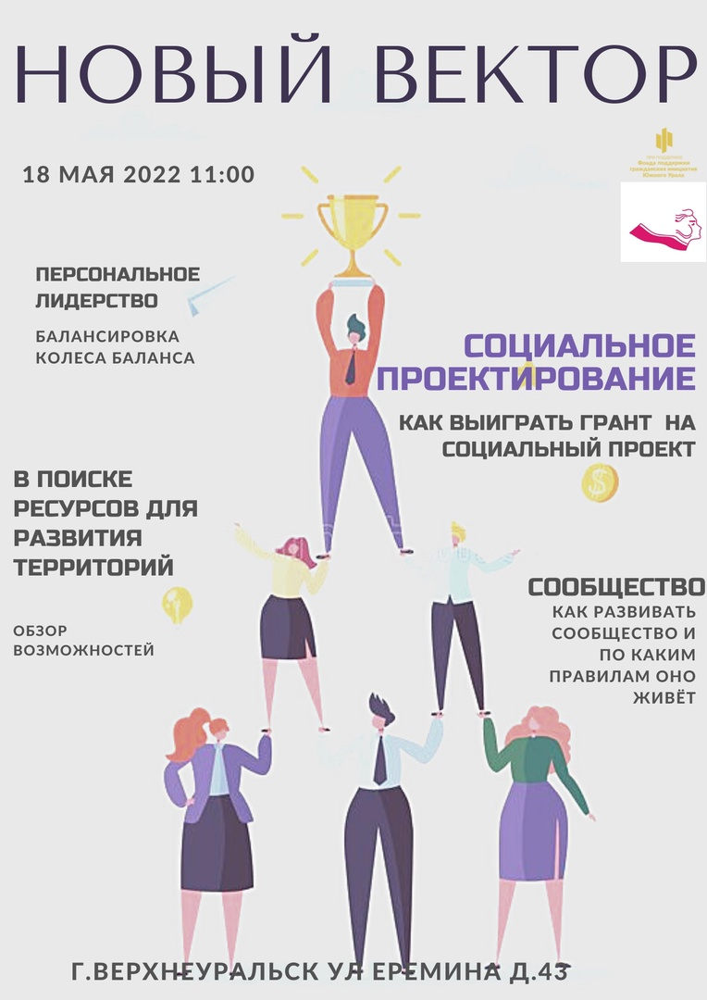 НОВЫЙ ВЕКТОР
18 МАЯ 2022 11:00
при поддержке
Фонда поддержки
гражданских инициатив
Южного Урала
ПЕРСОНАЛЬНОЕ
ЛИДЕРСТВО
БАЛАНСИРОВКА
КОЛЕСА БАЛАНСА
СОЦИАЛЬНОЕ
ПРОЕКТИРОВАНИЕ
КАК ВЫИГРАТЬ ГРАНТ НА
СОЦИАЛЬНЫЙ ПРОЕКТ
В ПОИСКЕ
РЕСУРСОВ ДЛЯ
РАЗВИТИЯ
ТЕРРИТОРИЙ
ОБЗОР
ВОЗМОЖНОСТЕЙ
СООБЩЕСТВО
КАК РАЗВИВАТЬ
СООБЩЕСТВО И
ПО КАКИМ
ПРАВИЛАМ ОНО
ЖИВЁТ
Г.ВЕРХНЕУРАЛЬСК УЛ ЕРЕМИНА Д.43